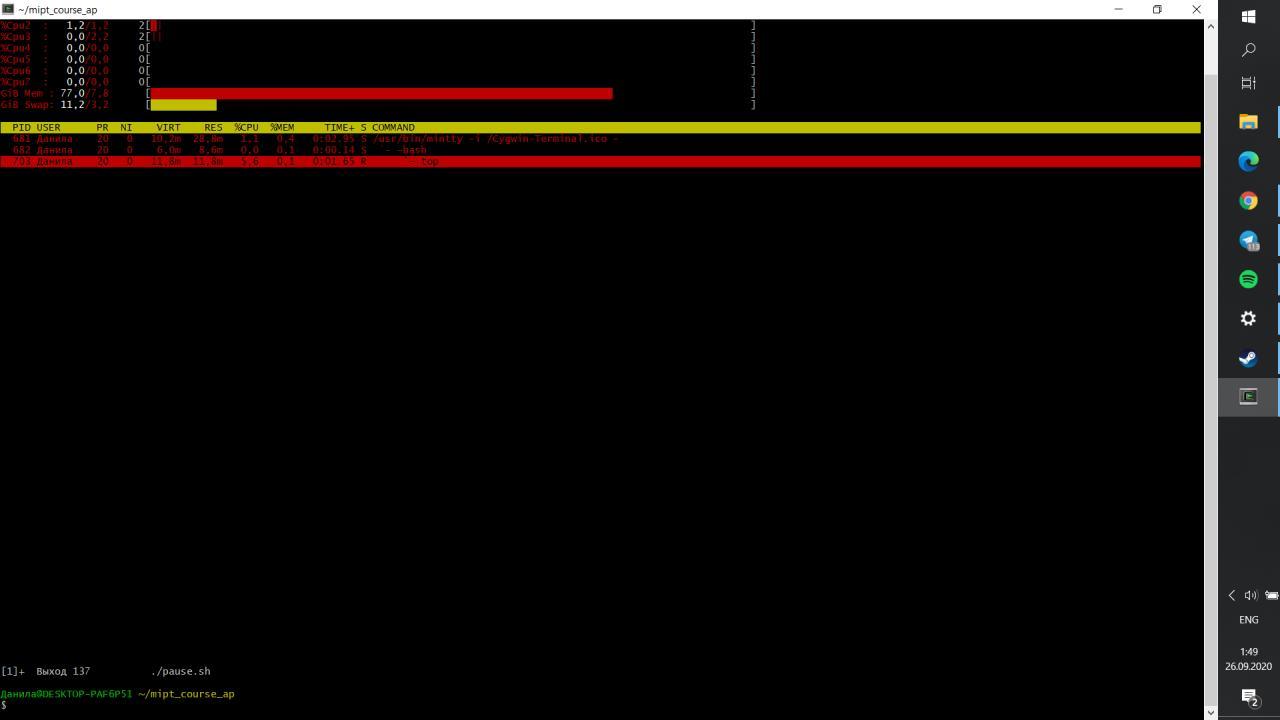 ~/mipt_course_ap
%Cpu2  :   1,2/1,2     2[||                                                  ]
%Cpu3  :   0,0/2,2     2[||                                                  ]
%Cpu4  :   0,0/0,0     0[                                                    ]
%Cpu5  :   0,0/0,0     0[                                                    ]
%Cpu6  :   0,0/0,0     0[                                                    ]
%Cpu7  :   0,0/0,0     0[                                                    ]
GiB Mem : 77,0/7,8      [                                                    ]
GiB Swap: 11,2/3,2      [                                                    ]
PID USER      PR  NI    VIRT    RES  %CPU  %MEM     TIME+ S COMMAND
681 Данила    20   0   10,2m  28,8m   1,1   0,4   0:02.95 S /usr/bin/mintty -i /Cygwin-Terminal.ico -
682 Данила    20   0    6,0m   8,6m   0,0   0,1   0:00.14 S   - -bash
703 Данила    20   0   11,8m  11,8m   5,6   0,1   0:01.65 R      ` top
[1]+  Выход 137          ./pause.sh
Данила@DESKTOP-PAF6P51 ~/mipt_course_ap
$
113
ENG
1:49
26.09.2020
2